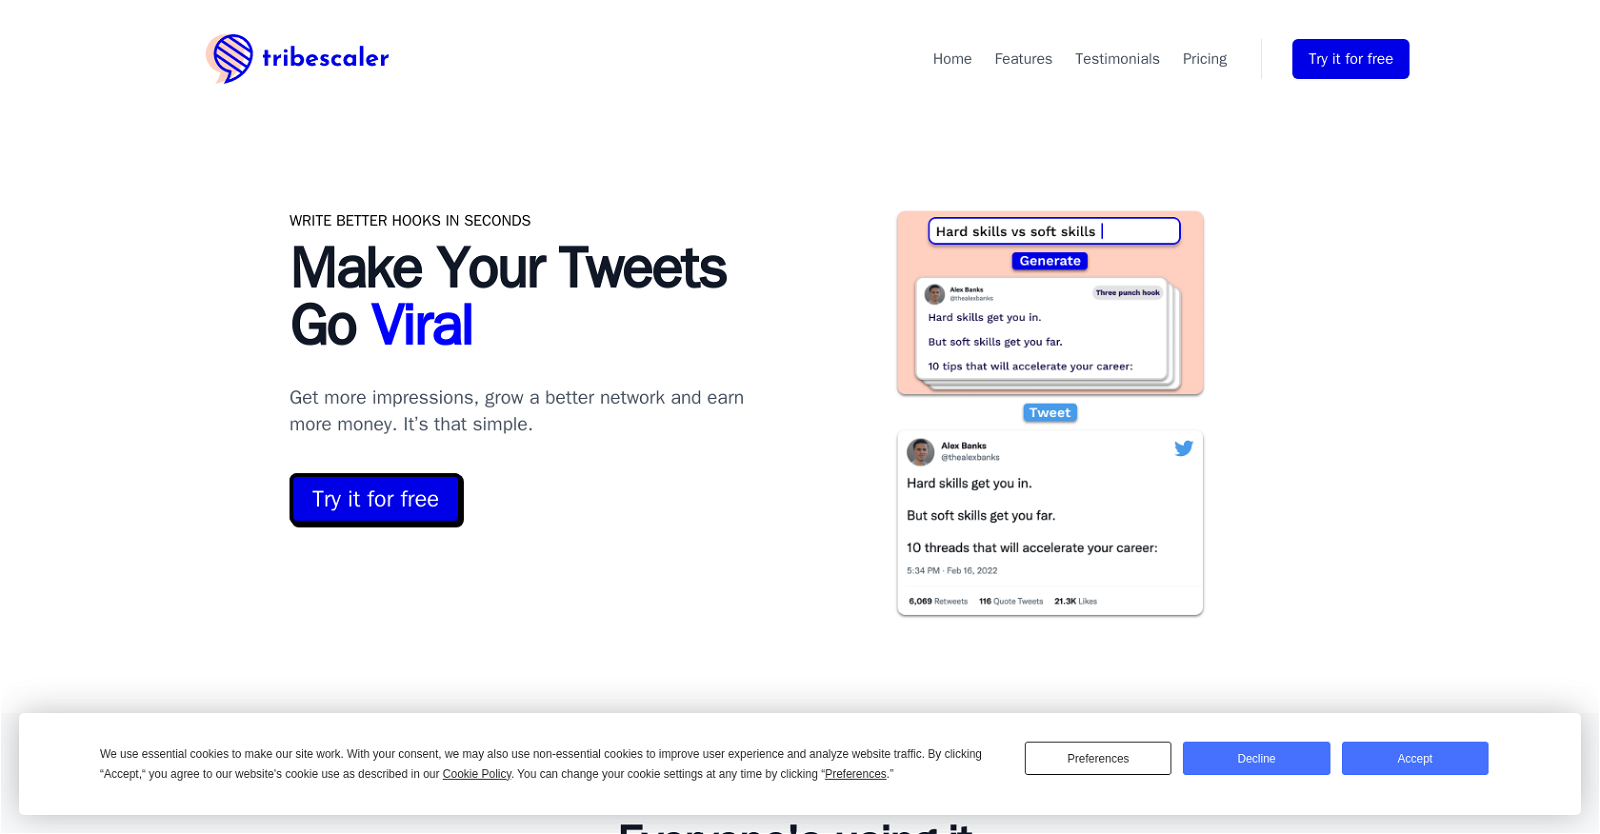 tribescaler
Home
Features
Testimonials
Pricing
Try it for free
WRITE BETTER HOOKS IN SECONDS
Make Your Tweets
Go Viral
Get more impressions, grow a better network and earn
more money. It's that simple.
Try it for free
Hard skills vs soft skills
Generate
Alex Banks
@thealexbanks
Three punch hook
Hard skills get you in.
But soft skills get you far.
10 tips that will accelerate your career:
Tweet
Alex Banks
@thealexbanks
Hard skills get you in.
But soft skills get you far.
10 threads that will accelerate your career:
5:34 PM · Feb 16, 2022
6,069 Retweets 116 Quote Tweets 21.3K Likes
We use essential cookies to make our site work. With your consent, we may also use non-essential cookies to improve user experience and analyze website traffic. By clicking
“Accept,“ you agree to our website's cookie use as described in our Cookie Policy. You can change your cookie settings at any time by clicking “Preferences.”
Preferences
Decline
Accept
Everyone's using it